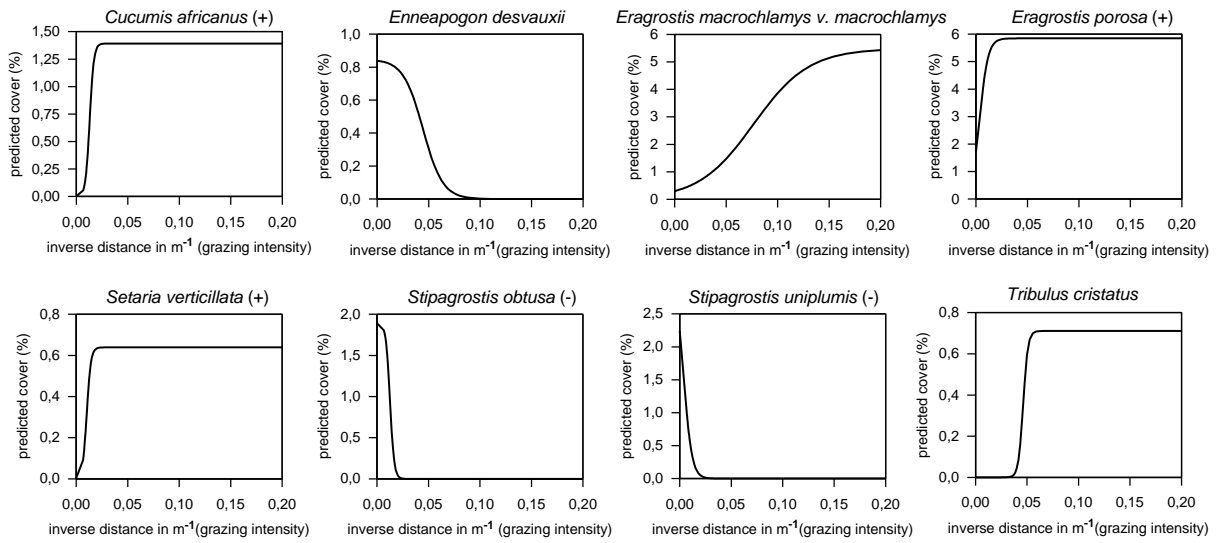 Cucumis africanus (+)
1,50
1,25
1,00
0,75
0,50
0,25
0,00
predicted cover (%)
0,00 0,05 0,10 0,15 0,20
inverse distance in m-1 (grazing intensity)
Enneapogon desvauxii
1,0
0,8
0,6
0,4
0,2
0,0
predicted cover (%)
0,00 0,05 0,10 0,15 0,20
inverse distance in m-1(grazing intensity)
Eragrostis macrochlamys v. macrochlamys
6
5
4
3
2
1
0
predicted cover (%)
0,00 0,05 0,10 0,15 0,20
inverse distance in m-1(grazing intensity)
Eragrostis porosa (+)
6
5
4
3
2
1
0
predicted cover (%)
0,00 0,05 0,10 0,15 0,20
inverse distance in m-1(grazing intensity)
Setaria verticillata (+)
0,8
0,6
0,4
0,2
0,0
predicted cover (%)
0,00 0,05 0,10 0,15 0,20
inverse distance in m-1(grazing intensity)
Stipagrostis obtusa (-)
2,0
1,5
1,0
0,5
0,0
predicted cover (%)
0,00 0,05 0,10 0,15 0,20
inverse distance in m-1(grazing intensity)
Stipagrostis uniplumis (-)
2,5
2,0
1,5
1,0
0,5
0,0
predicted cover (%)
0,00 0,05 0,10 0,15 0,20
inverse distance in m-1(grazing intensity)
Tribulus cristatus
0,8
0,6
0,4
0,2
0,0
predicted cover (%)
0,00 0,05 0,10 0,15 0,20
inverse distance in m-1(grazing intensity)